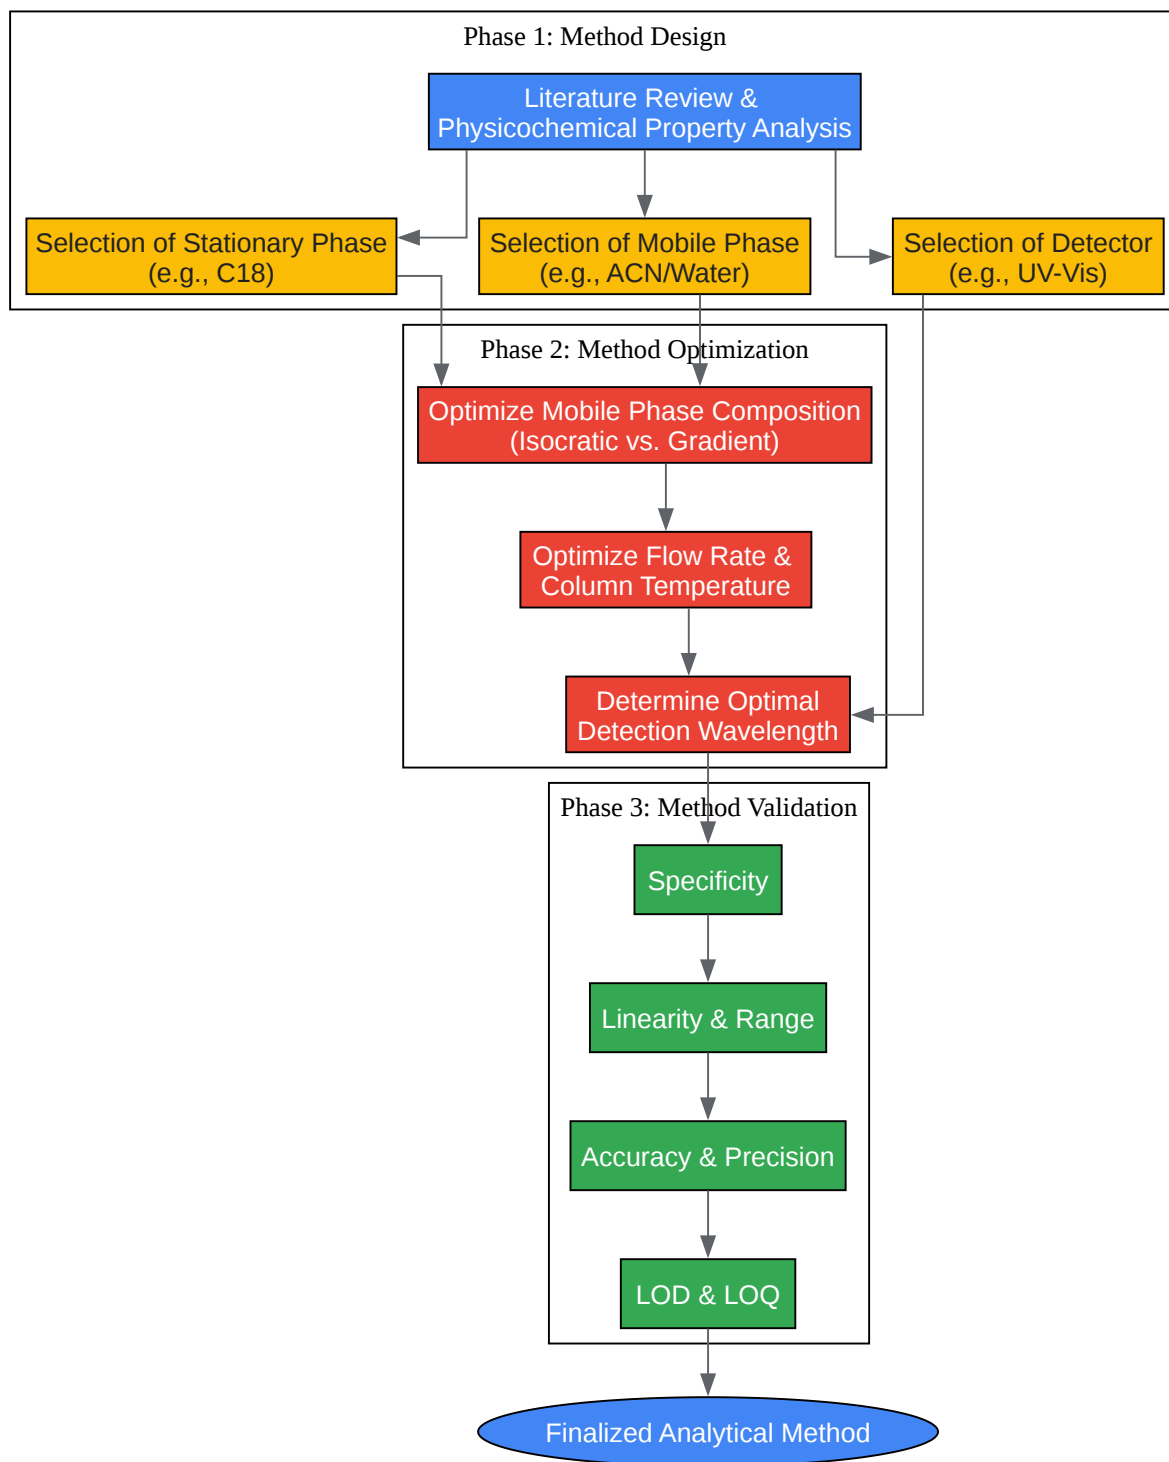 Phase 1: Method Design
Literature Review &
Physicochemical Property Analysis
Selection of Stationary Phase
(e.g., C18)
Selection of Mobile Phase
(e.g., ACN/Water)
Selection of Detector
(e.g., UV-Vis)
Phase 2: Method Optimization
Optimize Mobile Phase Composition
(Isocratic vs. Gradient)
Optimize Flow Rate &
Column Temperature
Determine Optimal
Detection Wavelength
Phase 3: Method Validation
Specificity
Linearity & Range
Accuracy & Precision
LOD & LOQ
Finalized Analytical Method